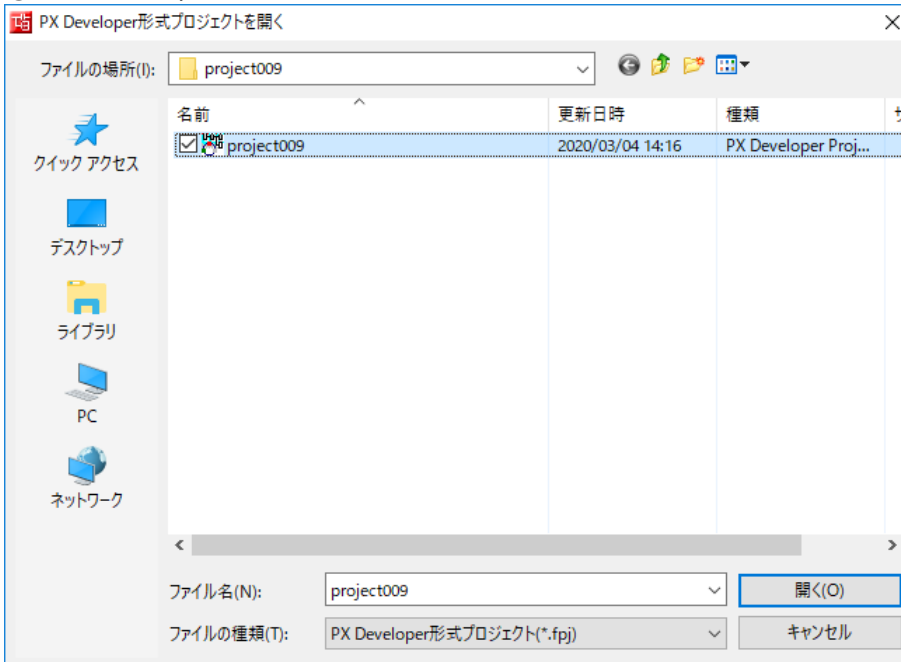 PX Developer形式プロジェクトを開く
ファイルの場所(I): project009
名前 更新日時 種類
project009 2020/03/04 14:16 PX Developer Proj...
クイック アクセス
デスクトップ
ライブラリ
PC
ネットワーク
ファイル名(N): project009 開く(O)
ファイルの種類(T): PX Developer形式プロジェクト(*.fpj) キャンセル